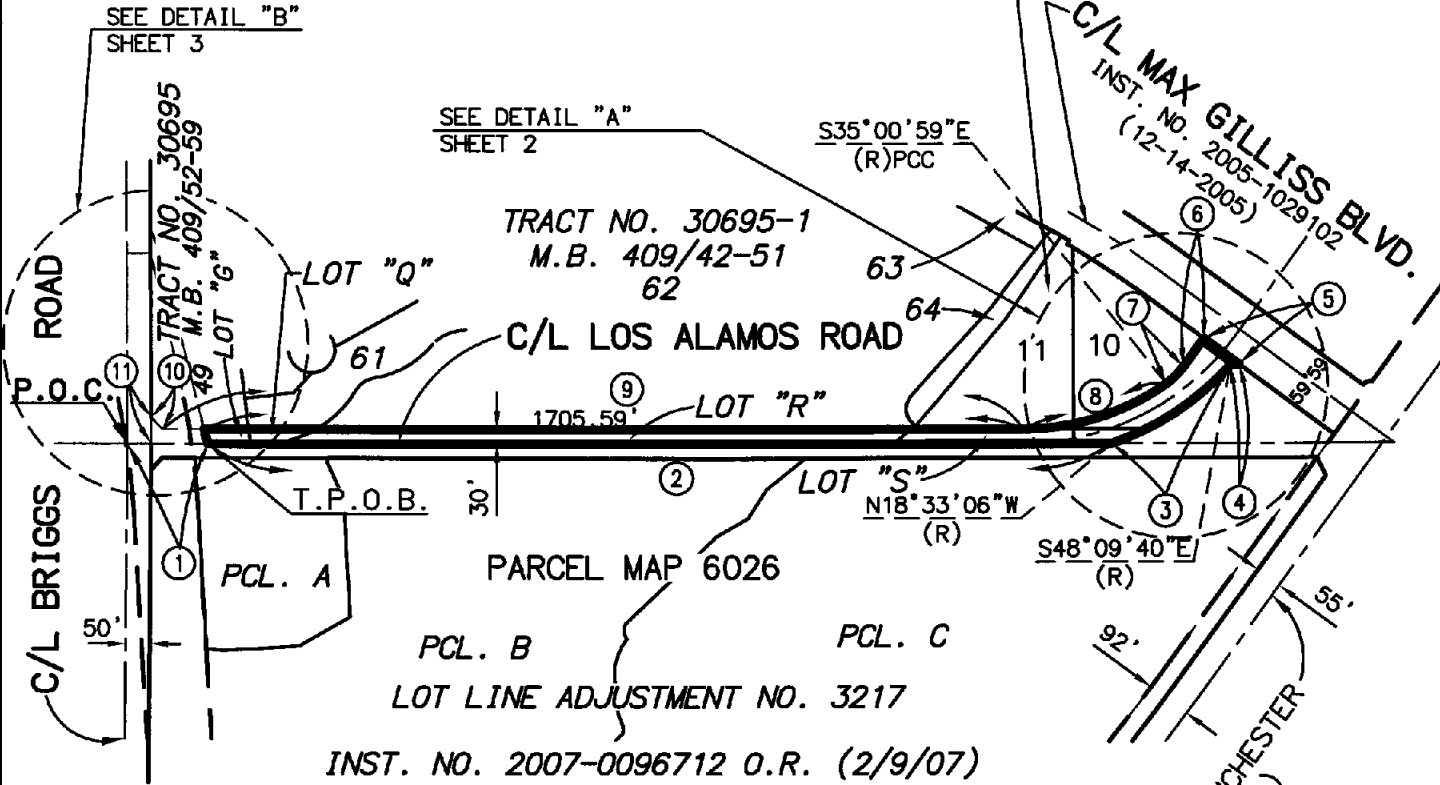 SEE DETAIL "B"
SHEET 3
C/L MAX GILLISS BLVD.
INST. NO. 2005-1029102
(12-14-2005)
SEE DETAIL "A"
SHEET 2
S35°00'59"E
(R)PCC
TRACT NO. 30695
M.B. 409/52-59
LOT "G"
49
LOT "Q"
TRACT NO. 30695-1
M.B. 409/42-51
62
63
64
6
5
7
11
10
59'
59'
ROAD
C/L LOS ALAMOS ROAD
61
11
10
P.O.C.
9
1705.59'
LOT "R"
8
2
LOT "S"
30'
T.P.O.B.
N18°33'06"W
(R)
3
4
S48°09'40"E
(R)
1
PCL. A
PARCEL MAP 6026
C/L BRIGGS
50'
PCL. B
PCL. C
92'
55'
LOT LINE ADJUSTMENT NO. 3217
INST. NO. 2007-0096712 O.R. (2/9/07)